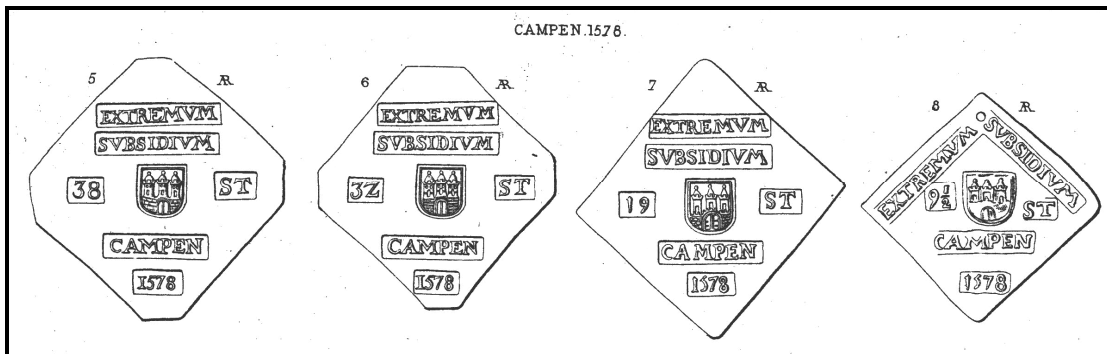 CAMPEN.1578.
5 Æ
EXTREMVM
SVBSIDIVM
38 ST
CAMPEN
1578
6 Æ
EXTREMVM
SVBSIDIVM
3Z ST
CAMPEN
1578
7 Æ
EXTREMVM
SVBSIDIVM
19 ST
CAMPEN
1578
8 Æ
EXTREMVM SVBSIDIVM
9½ ST
CAMPEN
1578